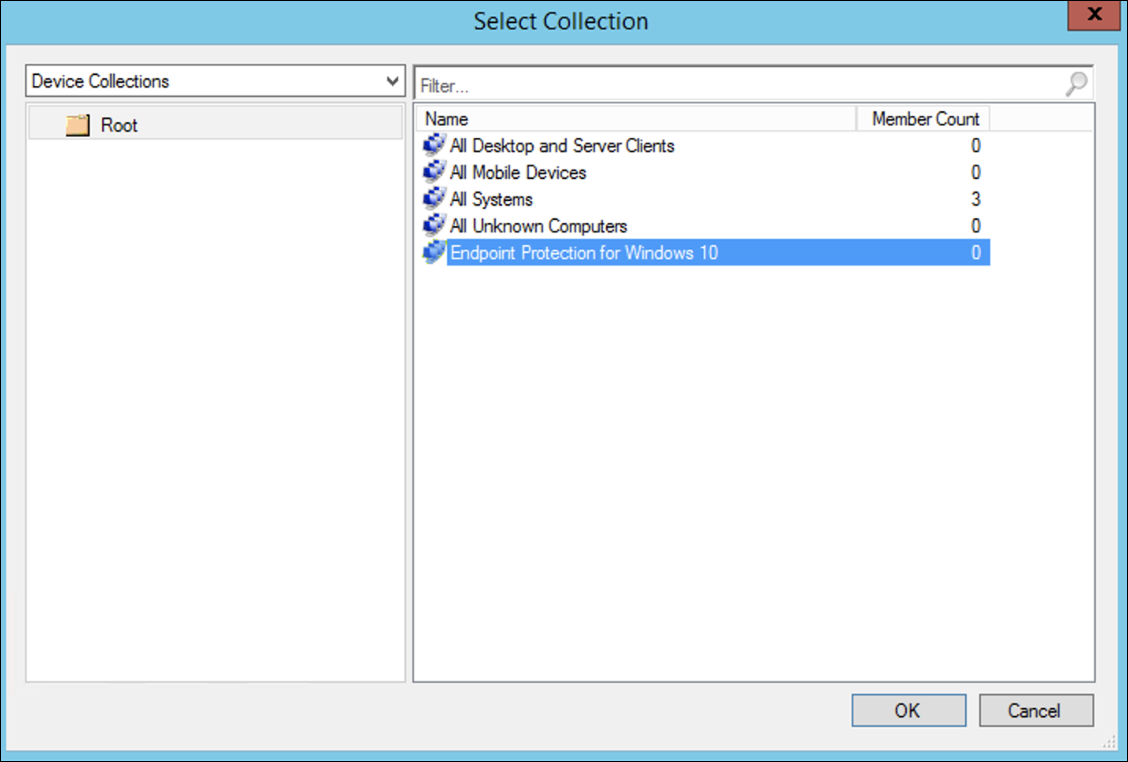 Select Collection
X
Device Collections
Filter...
Root
Name Member Count
All Desktop and Server Clients 0
All Mobile Devices 0
All Systems 3
All Unknown Computers 0
Endpoint Protection for Windows 10 0
OK Cancel